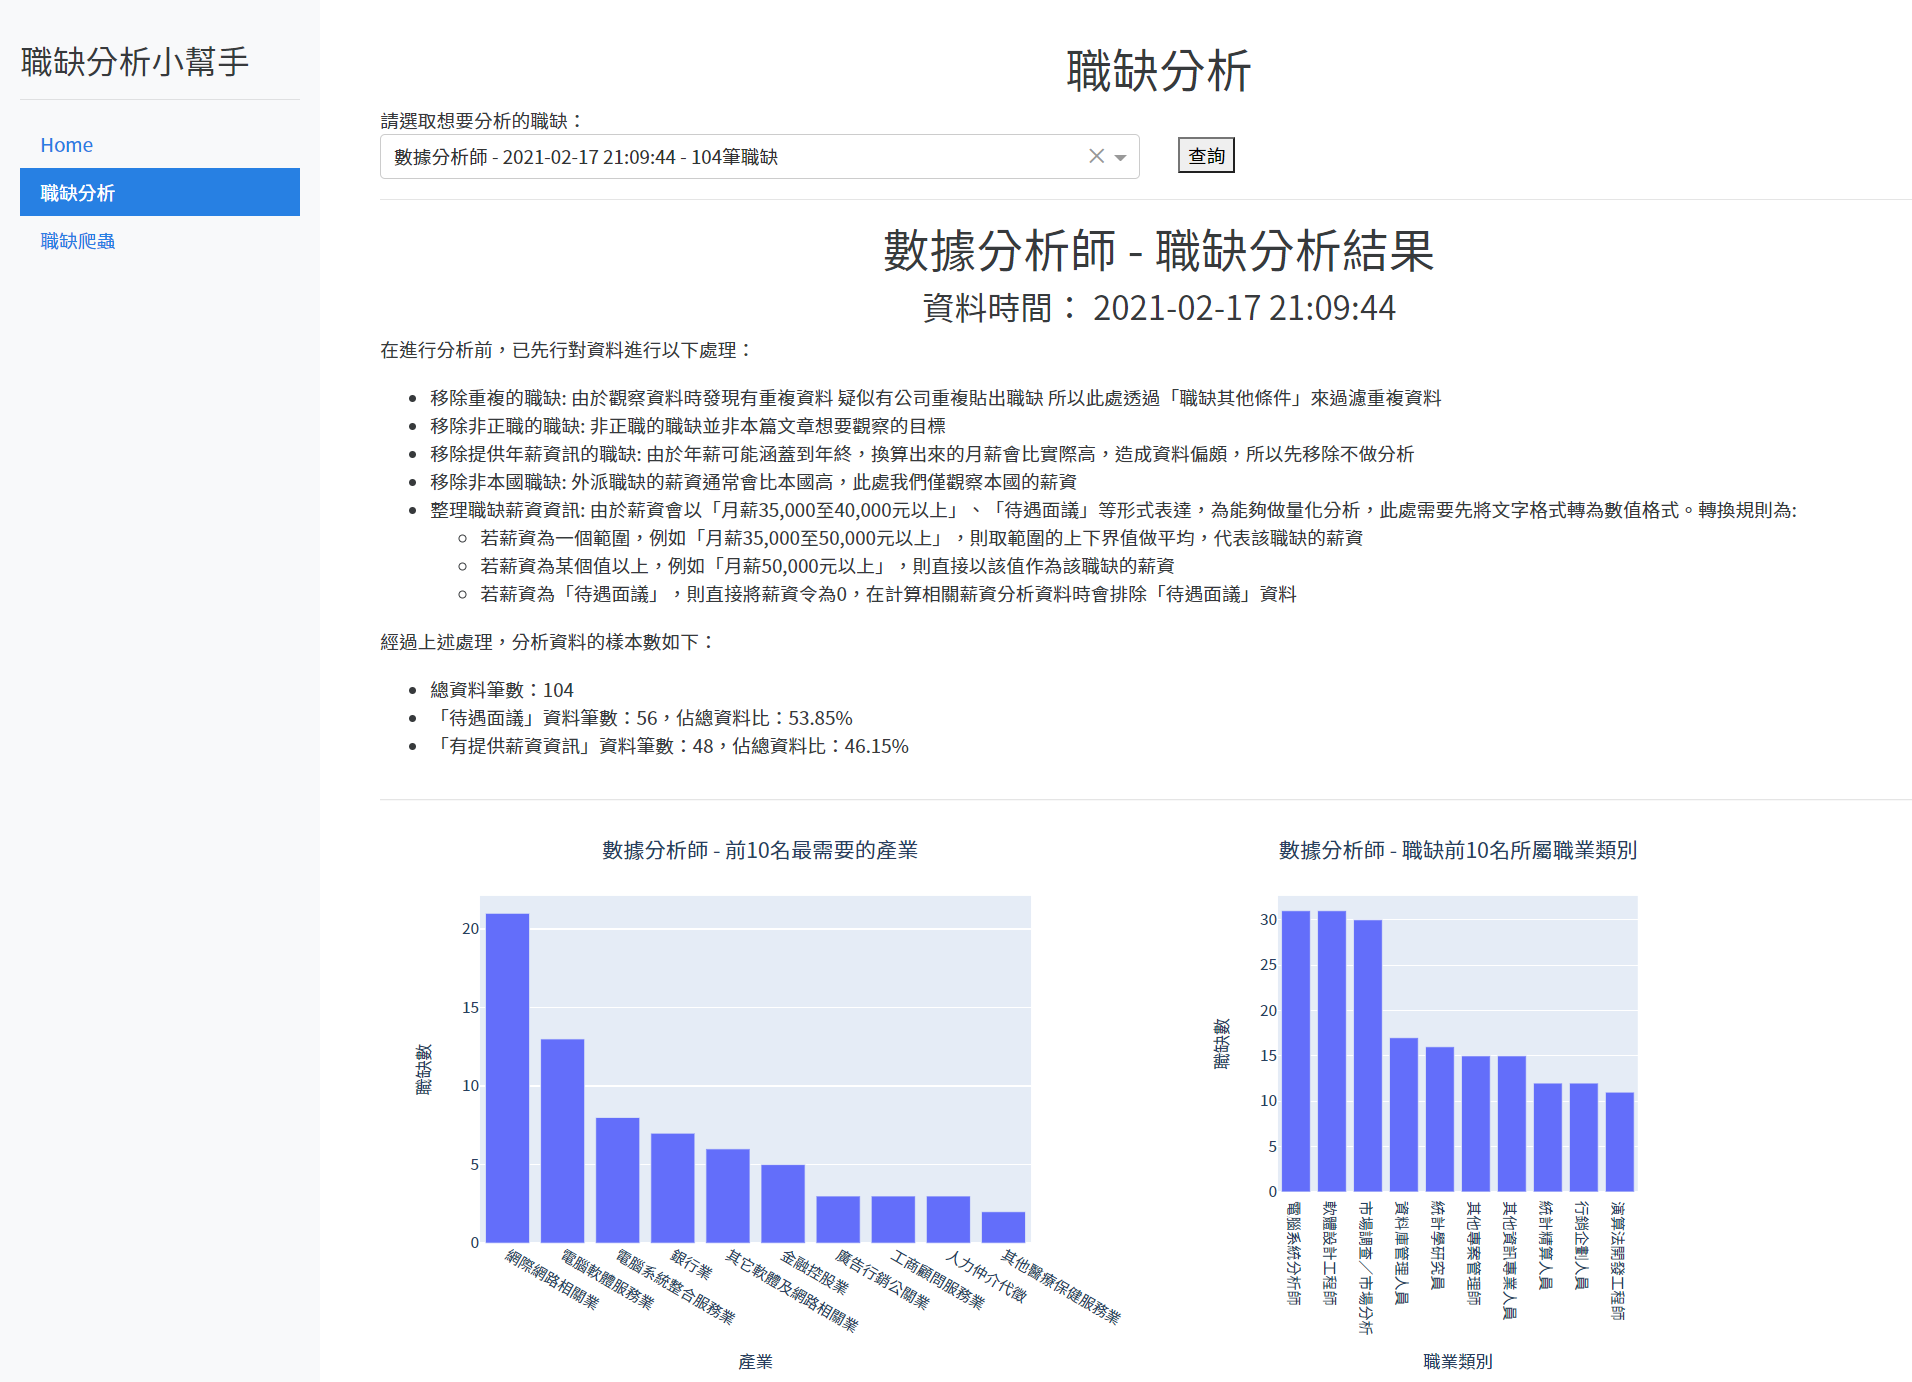 職缺分析小幫手
Home
職缺分析
職缺爬蟲
職缺分析
請選取想要分析的職缺：
數據分析師 - 2021-02-17 21:09:44 - 104筆職缺
查詢
數據分析師 - 職缺分析結果
資料時間： 2021-02-17 21:09:44
在進行分析前，已先行對資料進行以下處理：
移除重複的職缺: 由於觀察資料時發現有重複資料 疑似有公司重複貼出職缺 所以此處透過「職缺其他條件」來過濾重複資料
移除非正職的職缺: 非正職的職缺並非本篇文章想要觀察的目標
移除提供年薪資訊的職缺: 由於年薪可能涵蓋到年終，換算出來的月薪會比實際高，造成資料偏頗，所以先移除不做分析
移除非本國職缺: 外派職缺的薪資通常會比本國高，此處我們僅觀察本國的薪資
整理職缺薪資資訊: 由於薪資會以「月薪35,000至40,000元以上」、「待遇面議」等形式表達，為能夠做量化分析，此處需要先將文字格式轉為數值格式。轉換規則為:
若薪資為一個範圍，例如「月薪35,000至50,000元以上」，則取範圍的上下界值做平均，代表該職缺的薪資
若薪資為某個值以上，例如「月薪50,000元以上」，則直接以該值作為該職缺的薪資
若薪資為「待遇面議」，則直接將薪資令為0，在計算相關薪資分析資料時會排除「待遇面議」資料
經過上述處理，分析資料的樣本數如下：
總資料筆數：104
「待遇面議」資料筆數：56，佔總資料比：53.85%
「有提供薪資資訊」資料筆數：48，佔總資料比：46.15%
數據分析師 - 前10名最需要的產業
20
15
10
5
0
職缺數
網際網路相關業
電腦軟體服務業
電腦系統整合服務業
銀行業
其它軟體及網路相關業
金融控股業
廣告行銷公關業
工商顧問服務業
人力仲介代徵
其他醫療保健服務業
產業
數據分析師 - 職缺前10名所屬職業類別
30
25
20
15
10
5
0
職缺數
電腦系統分析師
軟體設計工程師
市場調查／市場分析
資料庫管理人員
統計學研究員
其他專案管理師
其他資訊專業人員
統計精算人員
行銷企劃人員
演算法開發工程師
職業類別